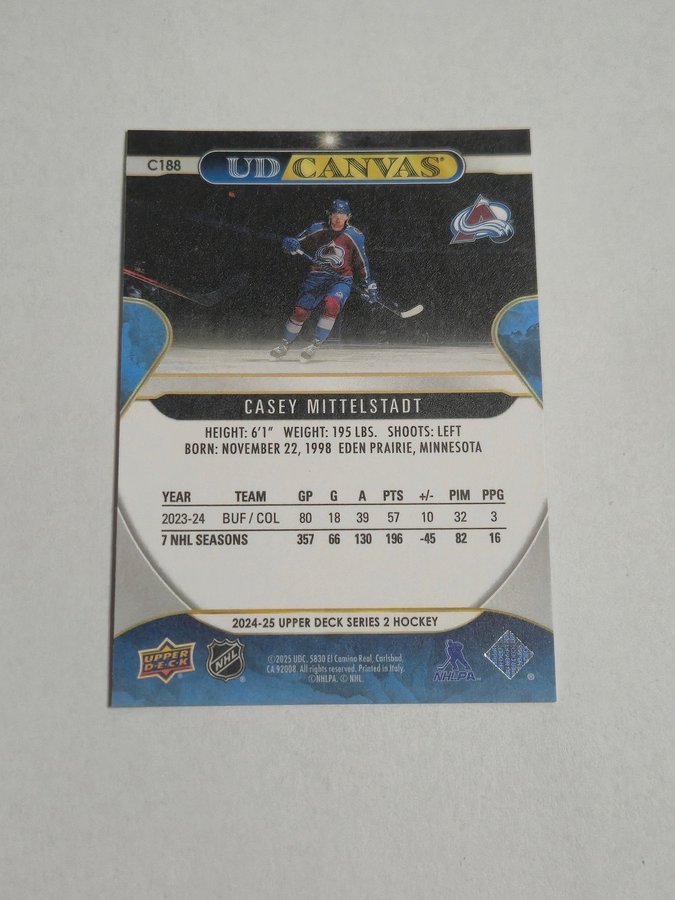 C188
UD CANVAS
CASEY MITTELSTADT
HEIGHT: 6'1" WEIGHT: 195 LBS. SHOOTS: LEFT
BORN: NOVEMBER 22, 1998 EDEN PRAIRIE, MINNESOTA
YEAR TEAM GP G A PTS +/- PIM PPG
2023-24 BUF / COL 80 18 39 57 10 32 3
7 NHL SEASONS 357 66 130 196 -45 82 16
2024-25 UPPER DECK SERIES 2 HOCKEY
UPPER DECK
NHL
©2025 UDC, 5830 El Camino Real, Carlsbad,
CA 92008. All rights reserved. Printed in Italy.
©NHLPA. © NHL.
NHLPA
®